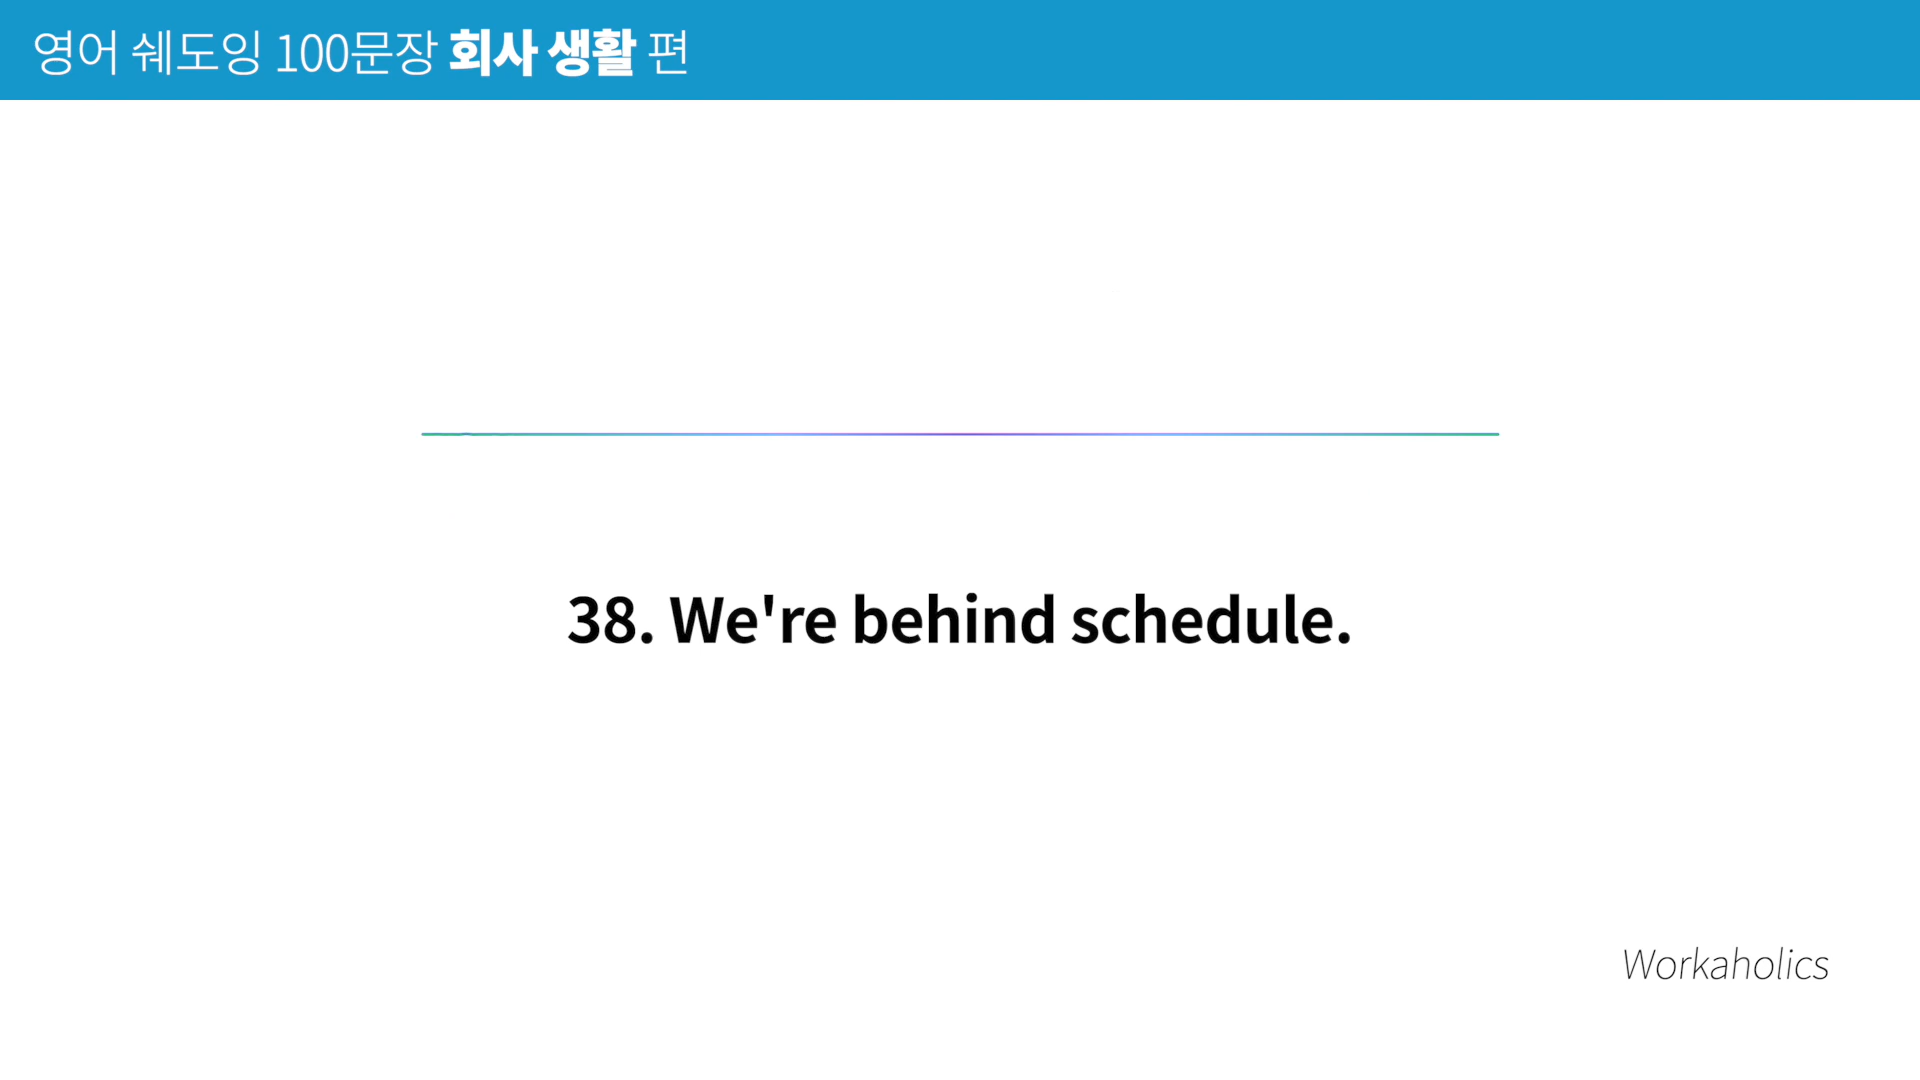 영어 쉐도잉 100문장 회사 생활 편
38. We're behind schedule.
Workaholics